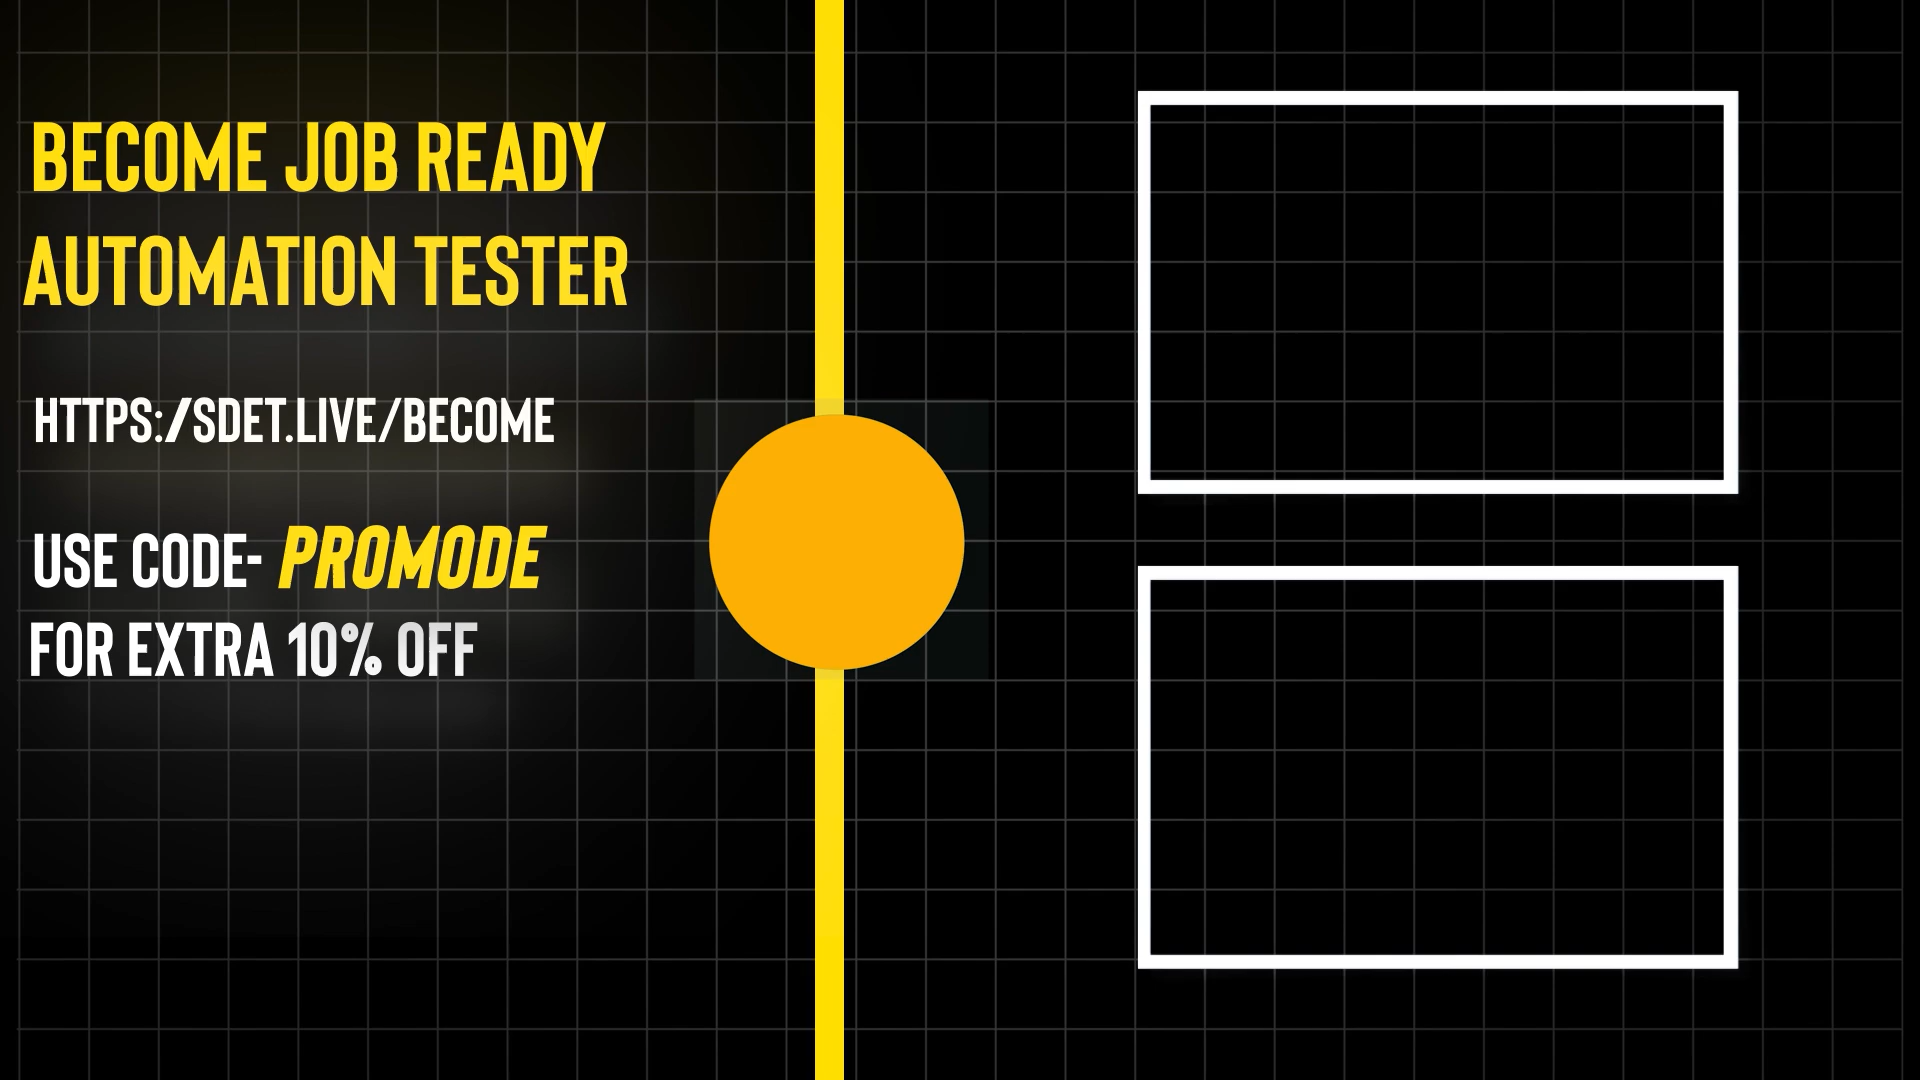 BECOME JOB READY
AUTOMATION TESTER
HTTPS://SDET.LIVE/BECOME
USE CODE- PROMODE
FOR EXTRA 10% OFF